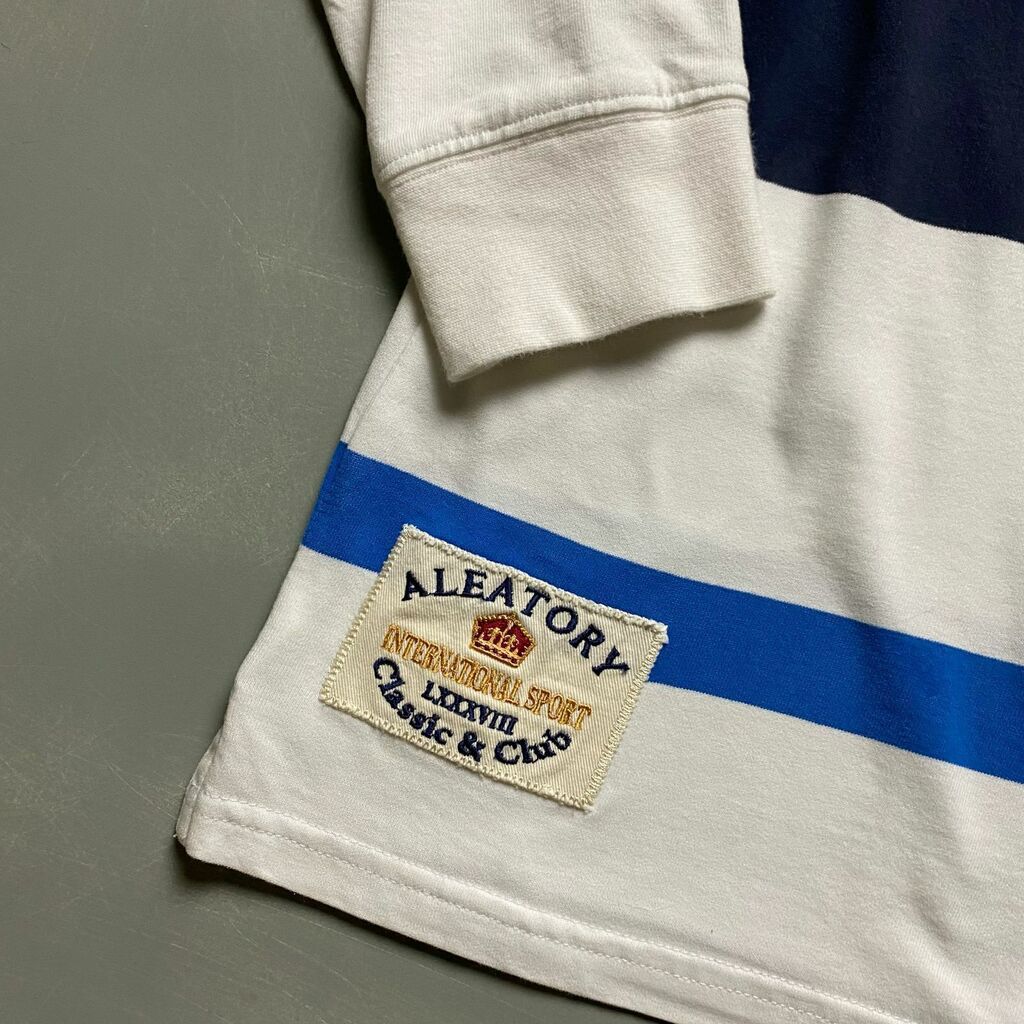 ALEATORY
INTERNATIONAL SPORT
LXXXVIII
Classic & Club